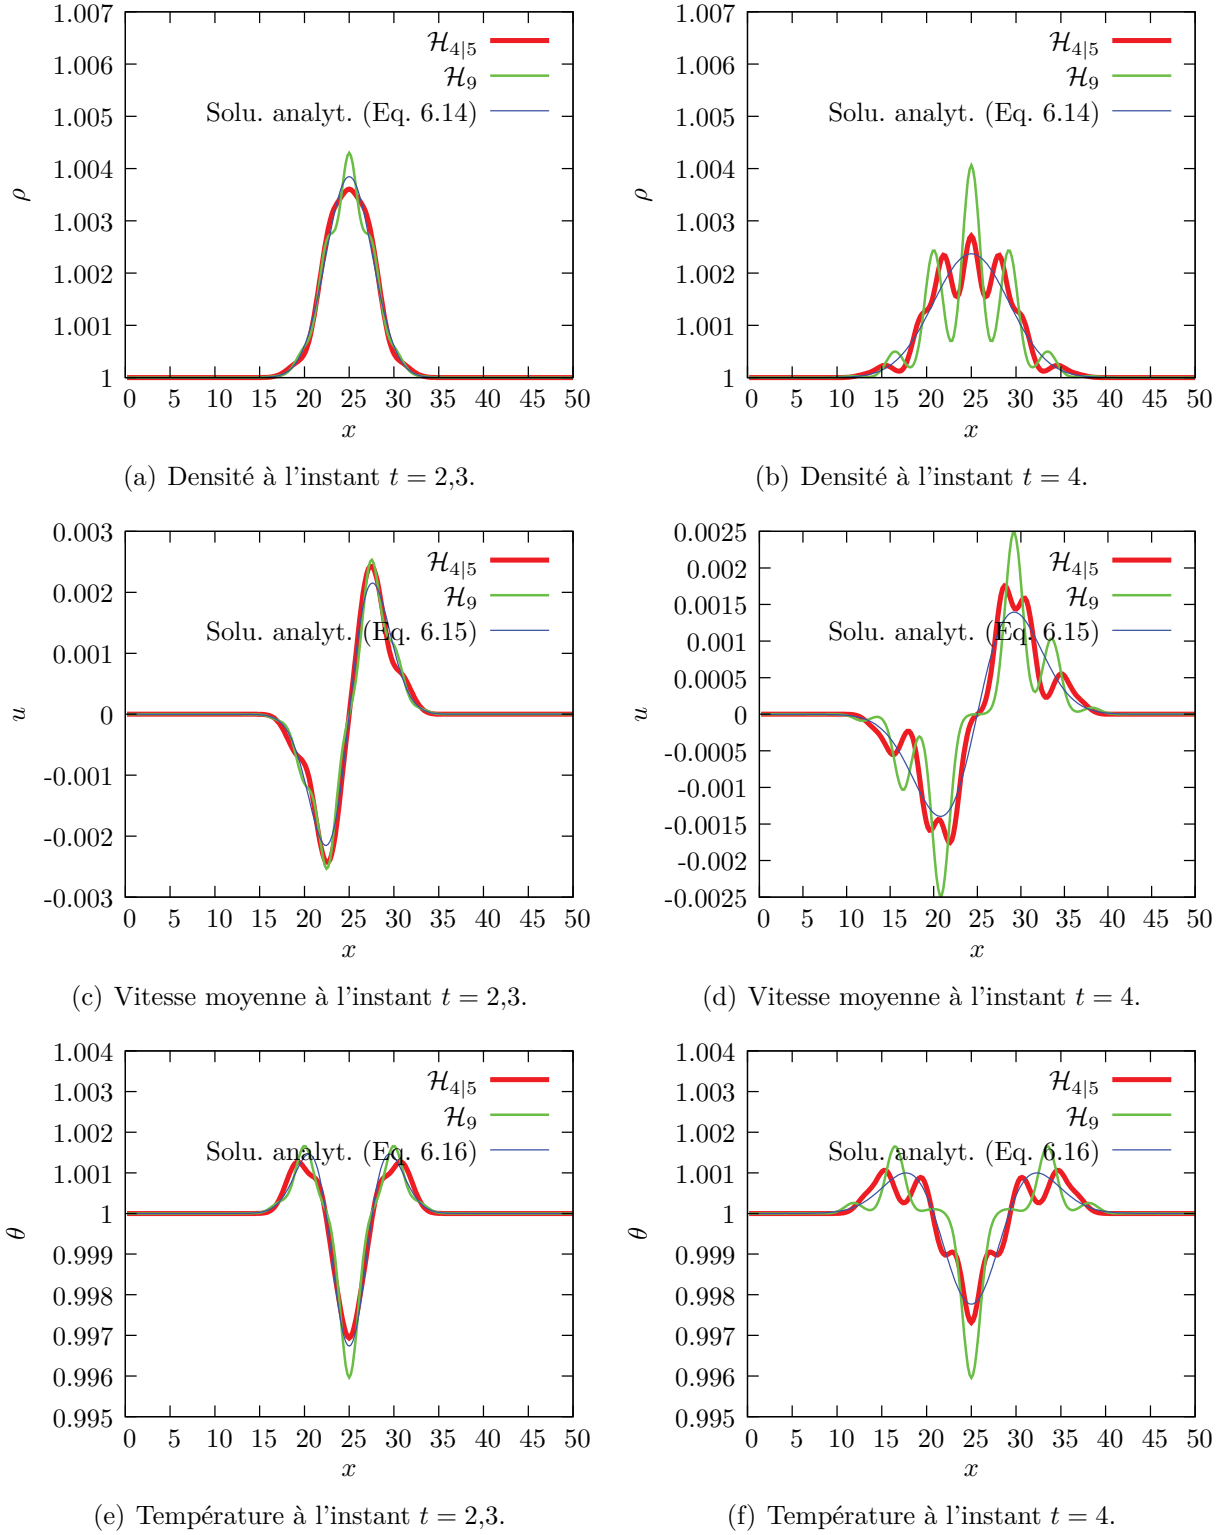 1.007
1.006
1.005
1.004
1.003
1.002
1.001
1
0 5 10 15 20 25 30 35 40 45 50
ρ
x
ℋ4|5
ℋ9
Solu. analyt. (Eq. 6.14)
(a) Densité à l'instant t = 2,3.
1.007
1.006
1.005
1.004
1.003
1.002
1.001
1
0 5 10 15 20 25 30 35 40 45 50
ρ
x
ℋ4|5
ℋ9
Solu. analyt. (Eq. 6.14)
(b) Densité à l'instant t = 4.
0.003
0.002
0.001
0
-0.001
-0.002
-0.003
0 5 10 15 20 25 30 35 40 45 50
u
x
ℋ4|5
ℋ9
Solu. analyt. (Eq. 6.15)
(c) Vitesse moyenne à l'instant t = 2,3.
0.0025
0.002
0.0015
0.001
0.0005
0
-0.0005
-0.001
-0.0015
-0.002
-0.0025
0 5 10 15 20 25 30 35 40 45 50
u
x
ℋ4|5
ℋ9
Solu. analyt. (Eq. 6.15)
(d) Vitesse moyenne à l'instant t = 4.
1.004
1.003
1.002
1.001
1
0.999
0.998
0.997
0.996
0.995
0 5 10 15 20 25 30 35 40 45 50
θ
x
ℋ4|5
ℋ9
Solu. analyt. (Eq. 6.16)
(e) Température à l'instant t = 2,3.
1.004
1.003
1.002
1.001
1
0.999
0.998
0.997
0.996
0.995
0 5 10 15 20 25 30 35 40 45 50
θ
x
ℋ4|5
ℋ9
Solu. analyt. (Eq. 6.16)
(f) Température à l'instant t = 4.